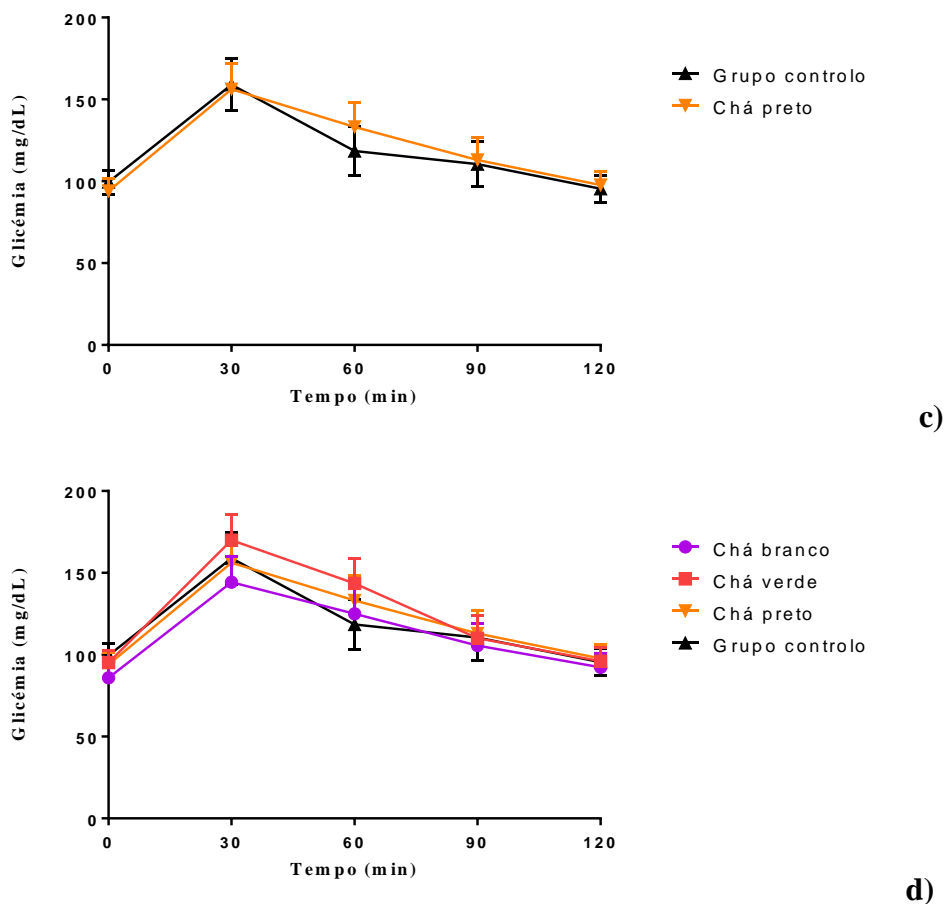 200
150
100
50
0
Glicémia (mg/dL)
0 30 60 90 120
Tempo (min)
Grupo controlo
Chá preto
c)
200
150
100
50
0
Glicémia (mg/dL)
0 30 60 90 120
Tempo (min)
Chá branco
Chá verde
Chá preto
Grupo controlo
d)